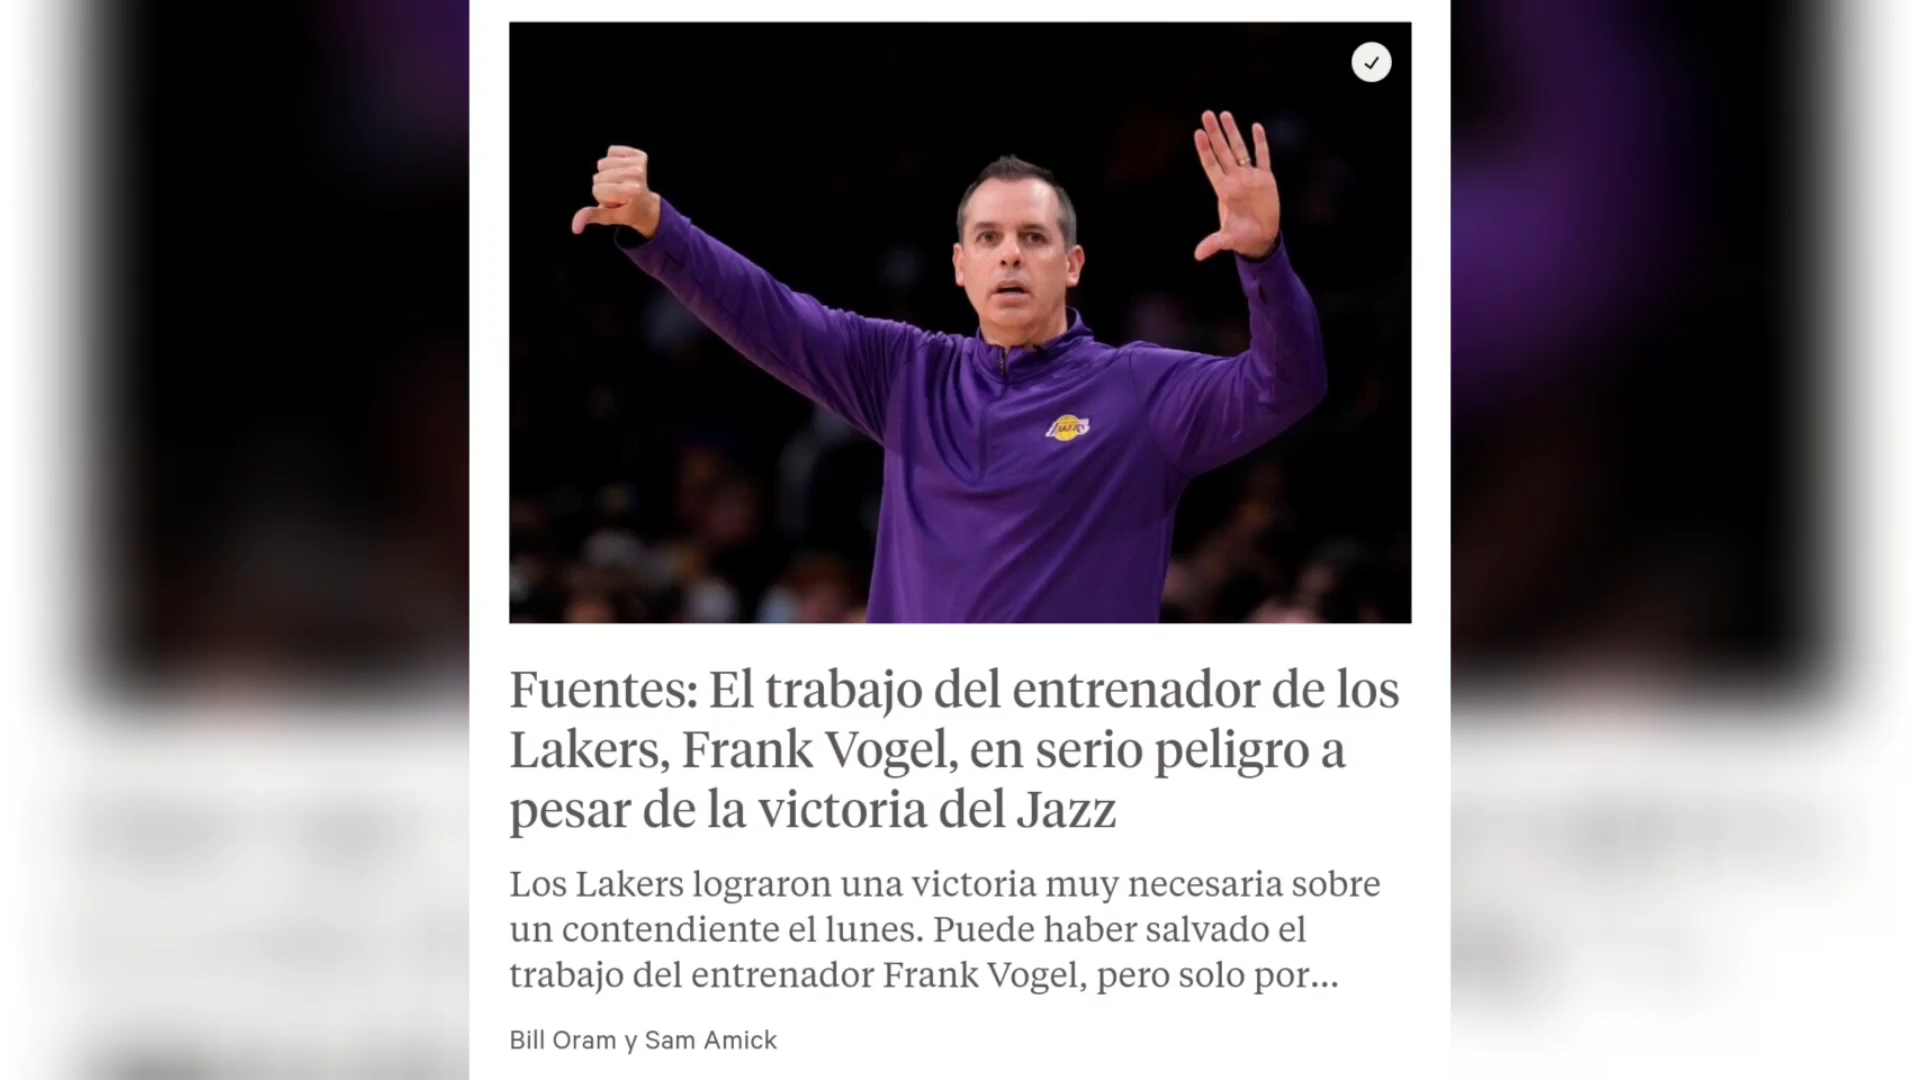 LAKERS
Fuentes: El trabajo del entrenador de los
Lakers, Frank Vogel, en serio peligro a
pesar de la victoria del Jazz
Los Lakers lograron una victoria muy necesaria sobre
un contendiente el lunes. Puede haber salvado el
trabajo del entrenador Frank Vogel, pero solo por...
Bill Oram y Sam Amick